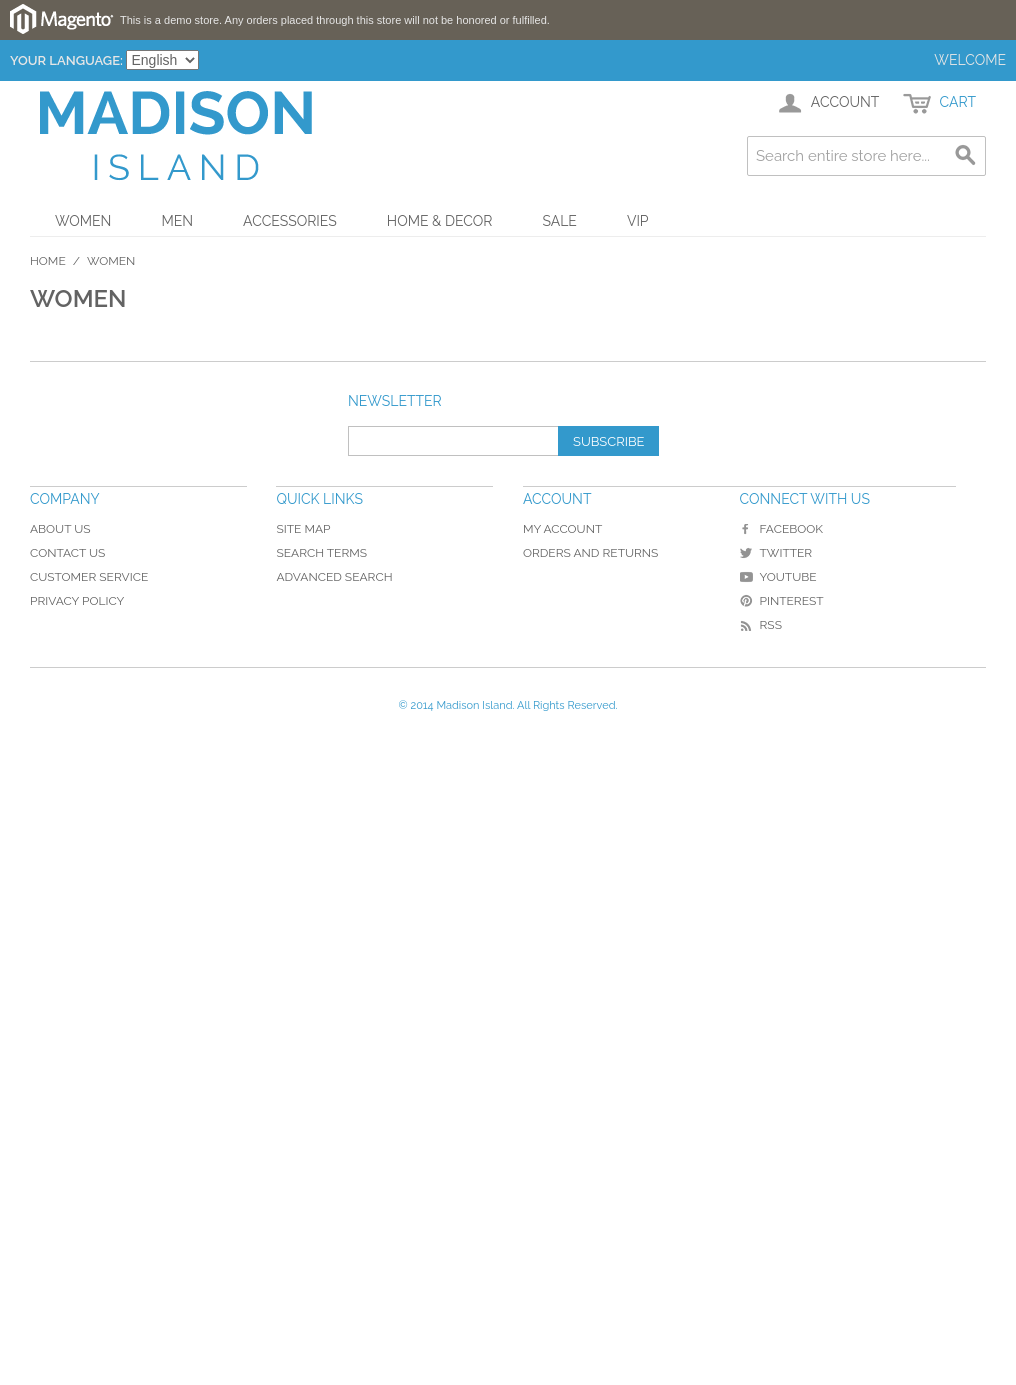 Magento This is a demo store. Any orders placed through this store will not be honored or fulfilled.
YOUR LANGUAGE: English
WELCOME
MADISON
ISLAND
ACCOUNT
CART
Search entire store here...
WOMEN MEN ACCESSORIES HOME & DECOR SALE VIP
HOME / WOMEN
WOMEN
NEWSLETTER
SUBSCRIBE
COMPANY
ABOUT US
CONTACT US
CUSTOMER SERVICE
PRIVACY POLICY
QUICK LINKS
SITE MAP
SEARCH TERMS
ADVANCED SEARCH
ACCOUNT
MY ACCOUNT
ORDERS AND RETURNS
CONNECT WITH US
FACEBOOK
TWITTER
YOUTUBE
PINTEREST
RSS
© 2014 Madison Island. All Rights Reserved.